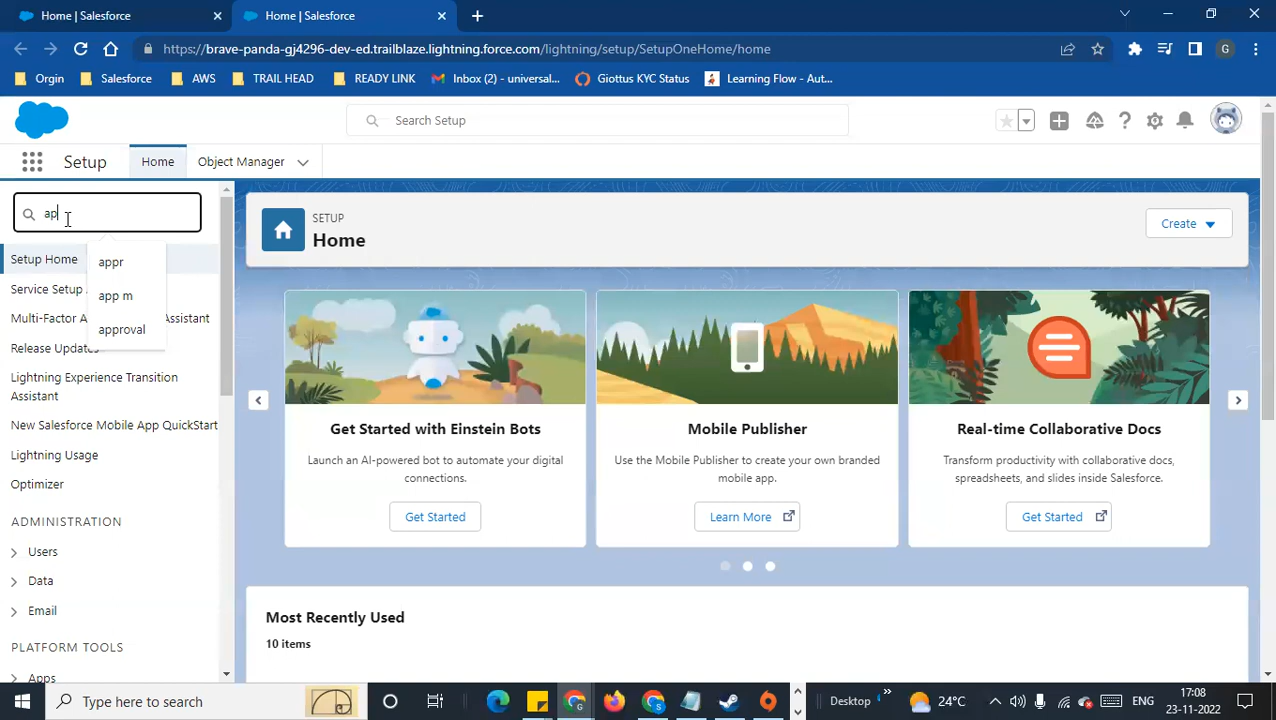 Home | Salesforce
Home | Salesforce
https://brave-panda-gj4296-dev-ed.trailblaze.lightning.force.com/lightning/setup/SetupOneHome/home
G
Orgin
Salesforce
AWS
TRAIL HEAD
READY LINK
Inbox (2) - universal...
Giottus KYC Status
Learning Flow - Aut...
Search Setup
Setup
Home
Object Manager
ap
appr
app m
approval
Setup Home
Service Setup
Multi-Factor A
Assistant
Release Updates
Lightning Experience Transition
Assistant
New Salesforce Mobile App QuickStart
Lightning Usage
Optimizer
ADMINISTRATION
Users
Data
Email
PLATFORM TOOLS
Apps
SETUP
Home
Create
Get Started with Einstein Bots
Launch an AI-powered bot to automate your digital
connections.
Get Started
Mobile Publisher
Use the Mobile Publisher to create your own branded
mobile app.
Learn More
Real-time Collaborative Docs
Transform productivity with collaborative docs,
spreadsheets, and slides inside Salesforce.
Get Started
Most Recently Used
10 items
Type here to search
G
S
Desktop
24°C
ENG
17:08
23-11-2022